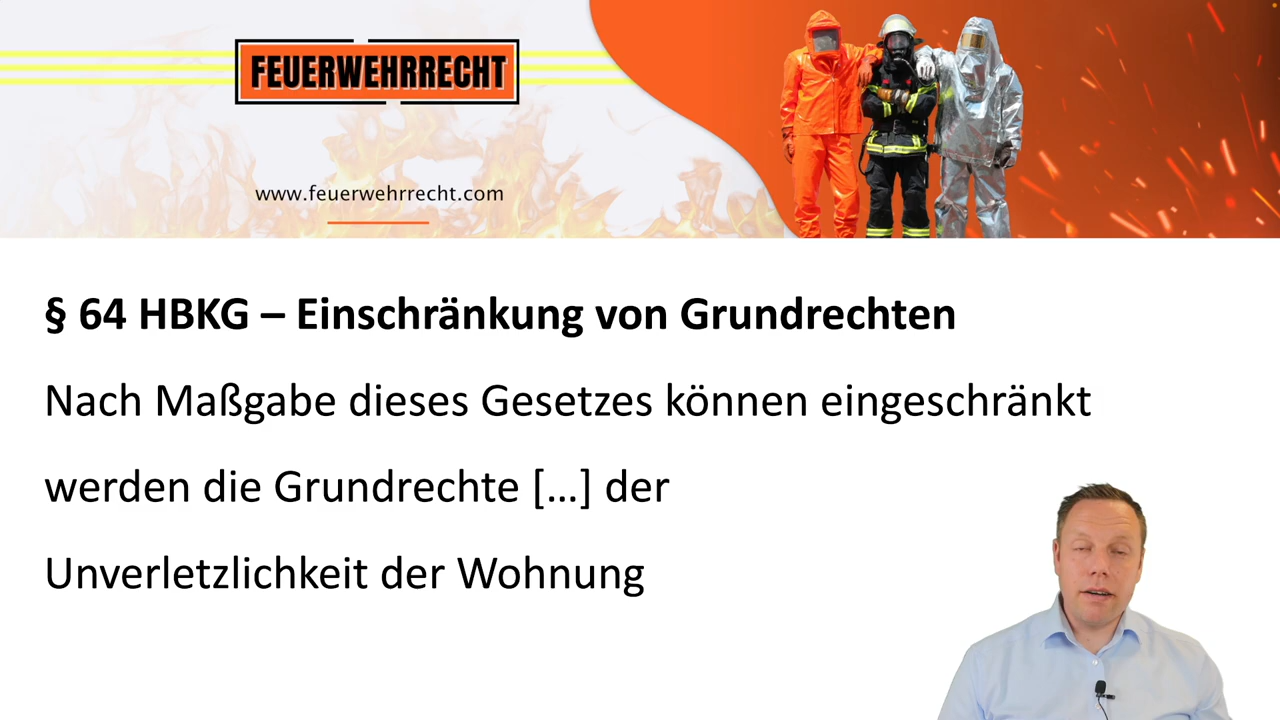 FEUERWEHRRECHT
www.feuerwehrrecht.com
§ 64 HBKG – Einschränkung von Grundrechten
Nach Maßgabe dieses Gesetzes können eingeschränkt
werden die Grundrechte [...] der
Unverletzlichkeit der Wohnung